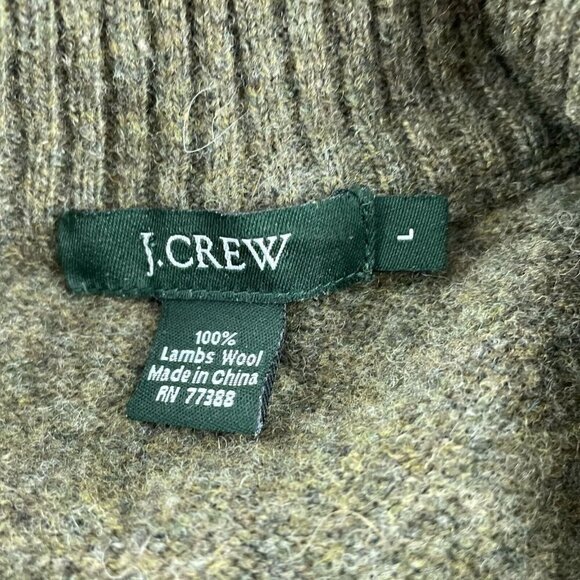 J.CREW
L
100%
Lambs Wool
Made in China
RN 77388